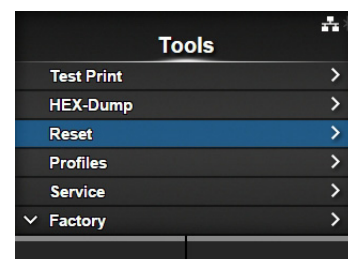 Tools
Test Print
HEX-Dump
Reset
Profiles
Service
Factory